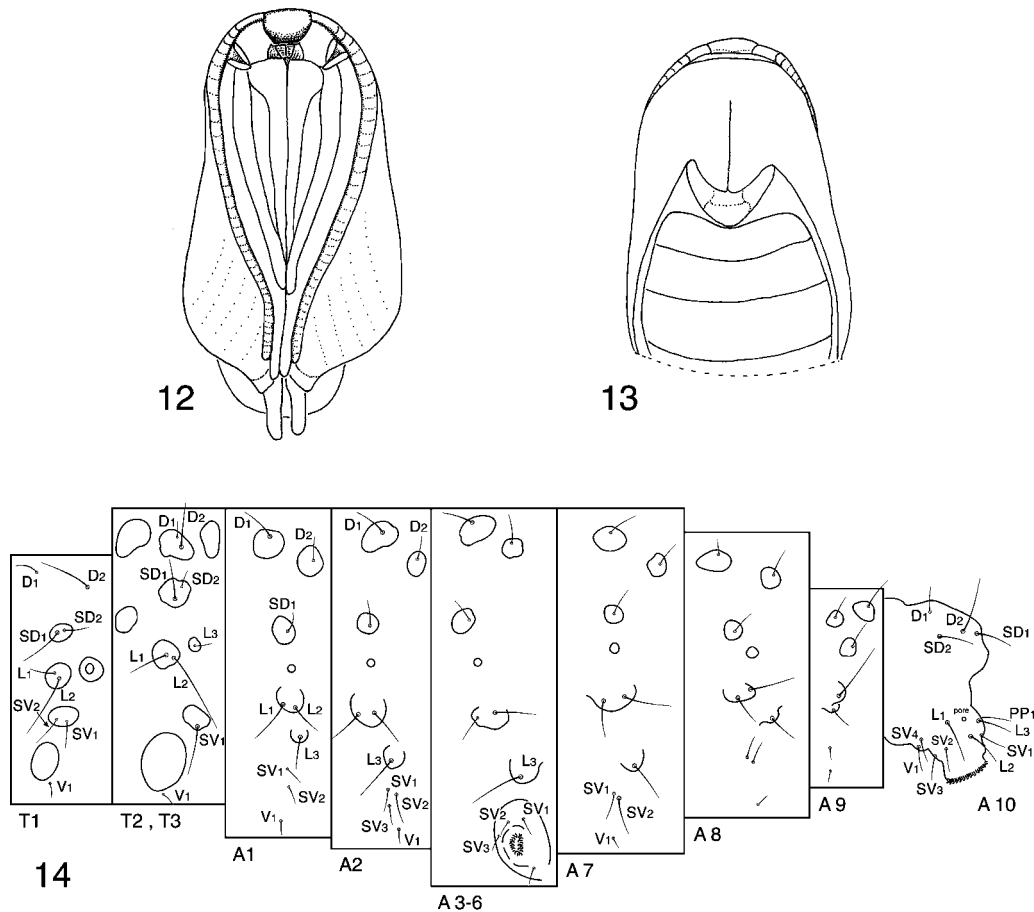 12
13
14
D1 D2
SD1 SD2
L1 L2
SV2 SV1
V1
T1
D1 D2
SD1 SD2
L3
L1 L2
SV1
V1
T2 , T3
D1 D2
SD1
L1 L2
L3
SV1
SV2
V1
A1
D1 D2
L3
SV1
SV2
SV3
V1
A2
L3
SV2 SV1
SV3
A 3-6
SV1
SV2
V1
A 7
A 8
A 9
D1 D2
SD1
SD2
L1 pore PP1
L3
SV4 SV2 SV1
V1 L2
SV3
A 10